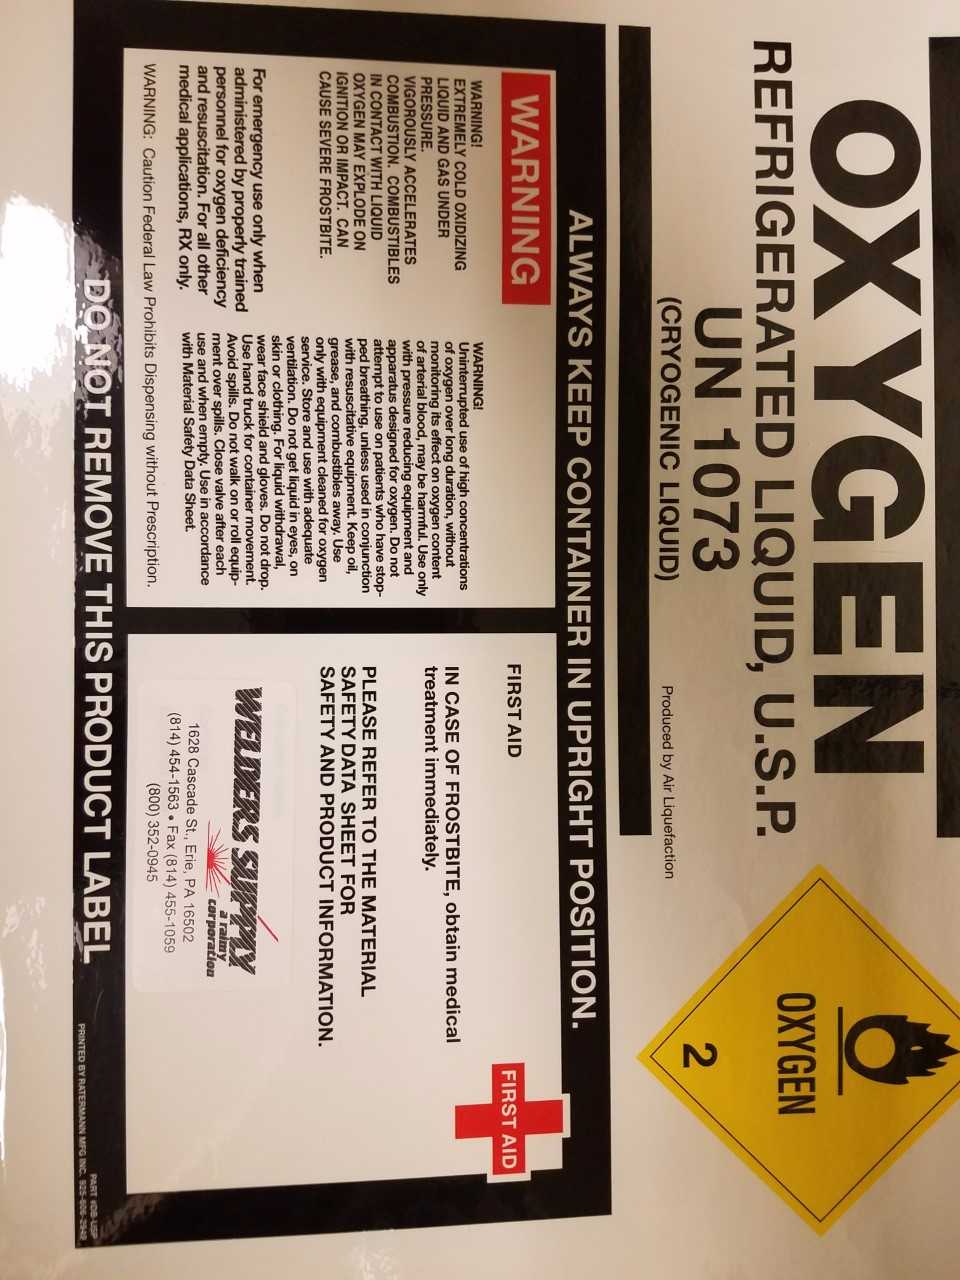 OXYGEN
REFRIGERATED LIQUID, U.S.P.
UN 1073
(CRYOGENIC LIQUID)
Produced by Air Liquefaction
OXYGEN
2
ALWAYS KEEP CONTAINER IN UPRIGHT POSITION.
WARNING
WARNING!
EXTREMELY COLD OXIDIZING
LIQUID AND GAS UNDER
PRESSURE.
VIGOROUSLY ACCELERATES
COMBUSTION. COMBUSTIBLES
IN CONTACT WITH LIQUID
OXYGEN MAY EXPLODE ON
IGNITION OR IMPACT. CAN
CAUSE SEVERE FROSTBITE.
For emergency use only when
administered by properly trained
personnel for oxygen deficiency
and resuscitation. For all other
medical applications, RX only.
WARNING!
Uninterrupted use of high concentrations
of oxygen over long duration, without
monitoring its effect on oxygen content
of arterial blood, may be harmful. Use only
with pressure reducing equipment and
apparatus designed for oxygen. Do not
attempt to use on patients who have stop-
ped breathing, unless used in conjunction
with resuscitative equipment. Keep oil,
grease, and combustibles away. Use
only with equipment cleaned for oxygen
service. Store and use with adequate
ventilation. Do not get liquid in eyes, on
skin or clothing. For liquid withdrawal,
wear face shield and gloves. Do not drop.
Use hand truck for container movement.
Avoid spills. Do not walk on or roll equip-
ment over spills. Close valve after each
use and when empty. Use in accordance
with Material Safety Data Sheet.
WARNING: Caution Federal Law Prohibits Dispensing without Prescription.
FIRST AID
IN CASE OF FROSTBITE, obtain medical
treatment immediately.
PLEASE REFER TO THE MATERIAL
SAFETY DATA SHEET FOR
SAFETY AND PRODUCT INFORMATION.
FIRST AID
WELDERS SUPPLY
a raimy
corporation
1628 Cascade St., Erie, PA 16502
(814) 454-1563 • Fax (814) 455-1059
(800) 352-0945
DO NOT REMOVE THIS PRODUCT LABEL
PART #DB-USP
PRINTED BY RATERMANN MFG INC. 925-606-2949